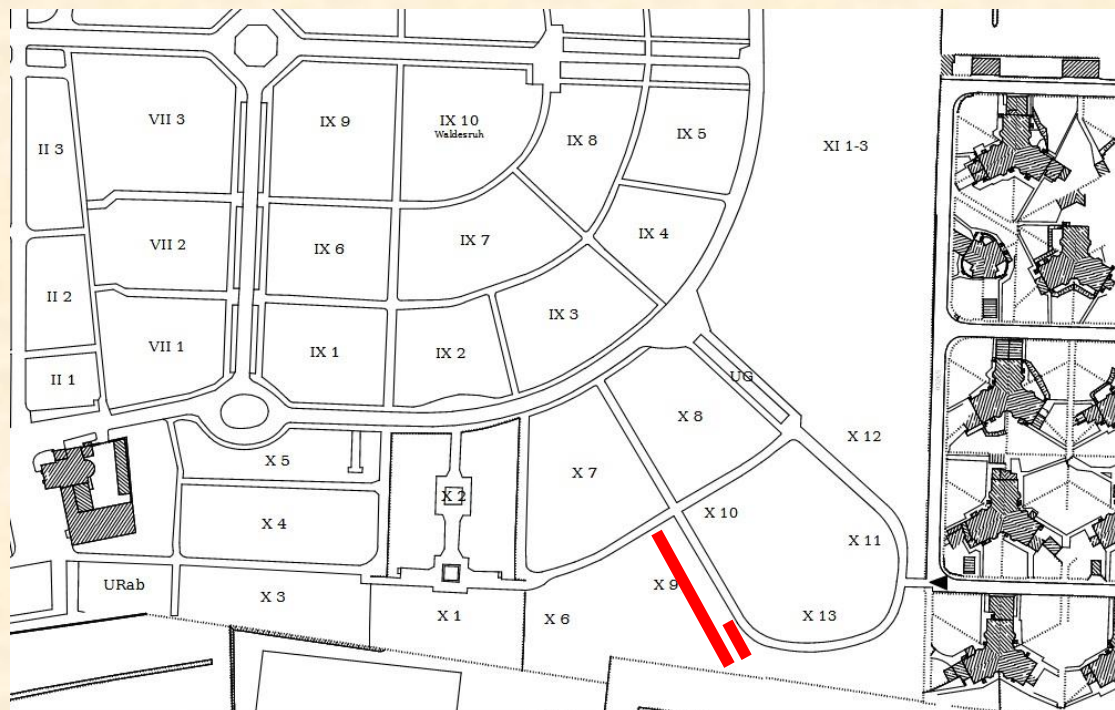 VII 3
IX 9
IX 10
Waldesruh
IX 8
IX 5
XI 1-3
II 3
VII 2
IX 6
IX 7
IX 4
II 2
VII 1
IX 1
IX 2
IX 3
II 1
UG
X 8
X 12
X 5
X 7
X 2
X 4
X 10
X 11
URab
X 3
X 9
X 1
X 6
X 13